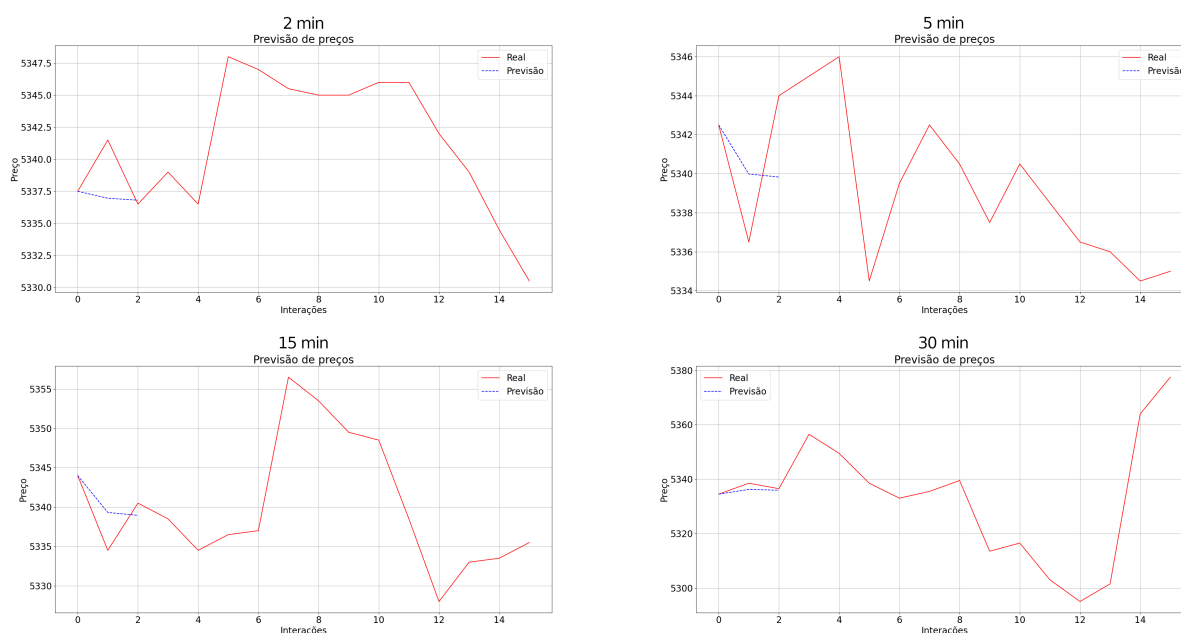 2 min
Previsão de preços
Real
Previsão
Preço
5347.5
5345.0
5342.5
5340.0
5337.5
5335.0
5332.5
5330.0
0 2 4 6 8 10 12 14
Interações
5 min
Previsão de preços
Real
Previsão
Preço
5346
5344
5342
5340
5338
5336
5334
0 2 4 6 8 10 12 14
Interações
15 min
Previsão de preços
Real
Previsão
Preço
5355
5350
5345
5340
5335
5330
0 2 4 6 8 10 12 14
Interações
30 min
Previsão de preços
Real
Previsão
Preço
5380
5360
5340
5320
5300
0 2 4 6 8 10 12 14
Interações